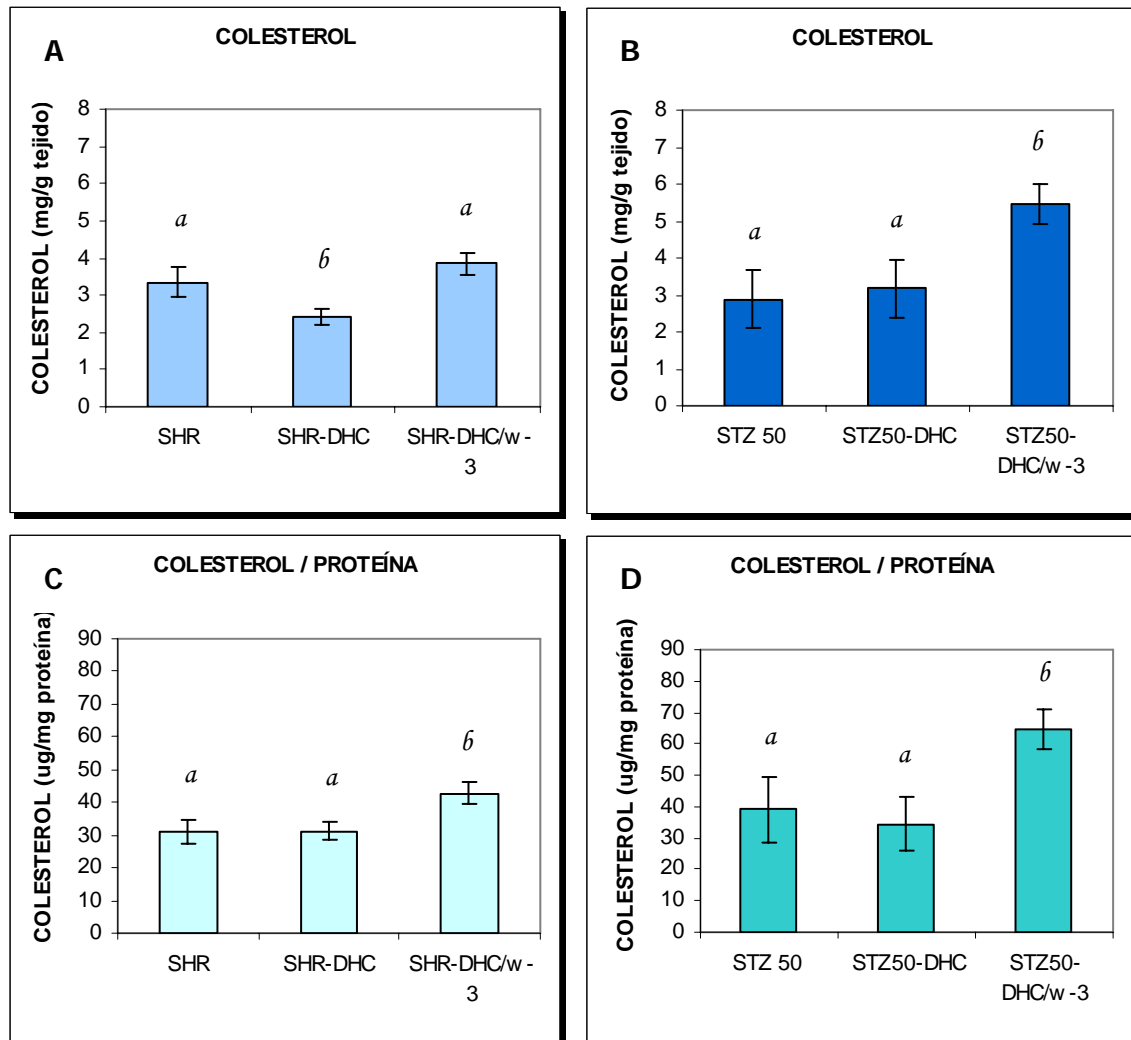 A
COLESTEROL
COLESTEROL (mg/g tejido)
8
7
6
5
4
3
2
1
0
a
b
a
SHR
SHR-DHC
SHR-DHC/w -
3
B
COLESTEROL
COLESTEROL (mg/g tejido)
8
7
6
5
4
3
2
1
0
a
a
b
STZ 50
STZ50-DHC
STZ50-
DHC/w -3
C
COLESTEROL / PROTEÍNA
COLESTEROL (ug/mg proteína)
90
80
70
60
50
40
30
20
10
0
a
a
b
SHR
SHR-DHC
SHR-DHC/w -
3
D
COLESTEROL / PROTEÍNA
COLESTEROL (ug/mg proteína)
90
80
70
60
50
40
30
20
10
0
a
a
b
STZ 50
STZ50-DHC
STZ50-
DHC/w -3